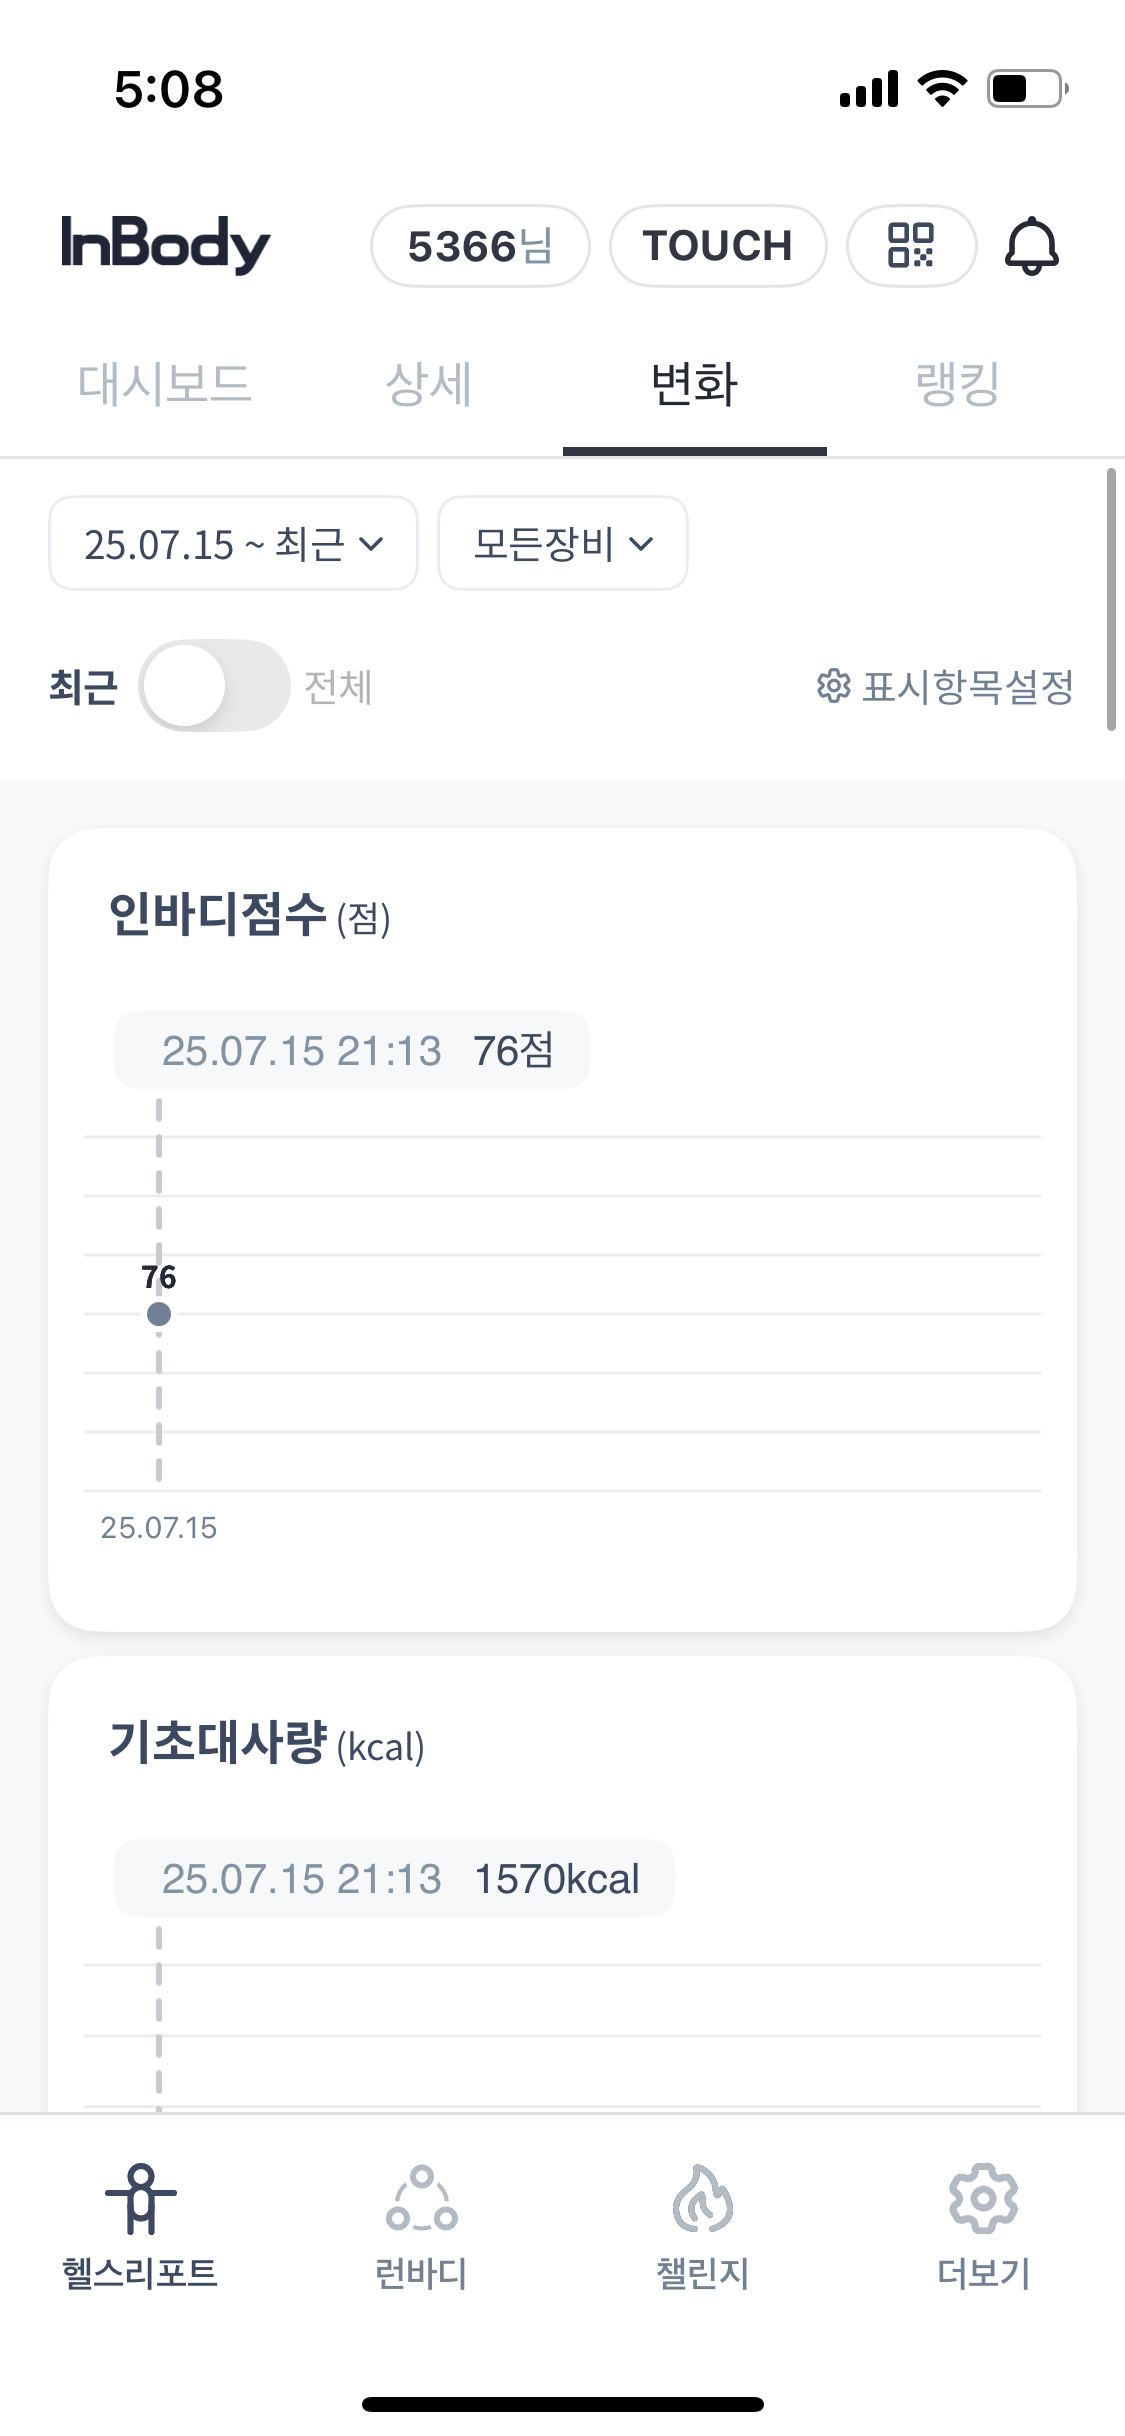 5:08
InBody 5366님 TOUCH
대시보드 상세 변화 랭킹
25.07.15 ~ 최근 모든장비
최근 전체 표시항목설정
인바디점수 (점)
25.07.15 21:13 76점
76
25.07.15
기초대사량 (kcal)
25.07.15 21:13 1570kcal
헬스리포트 런바디 챌린지 더보기